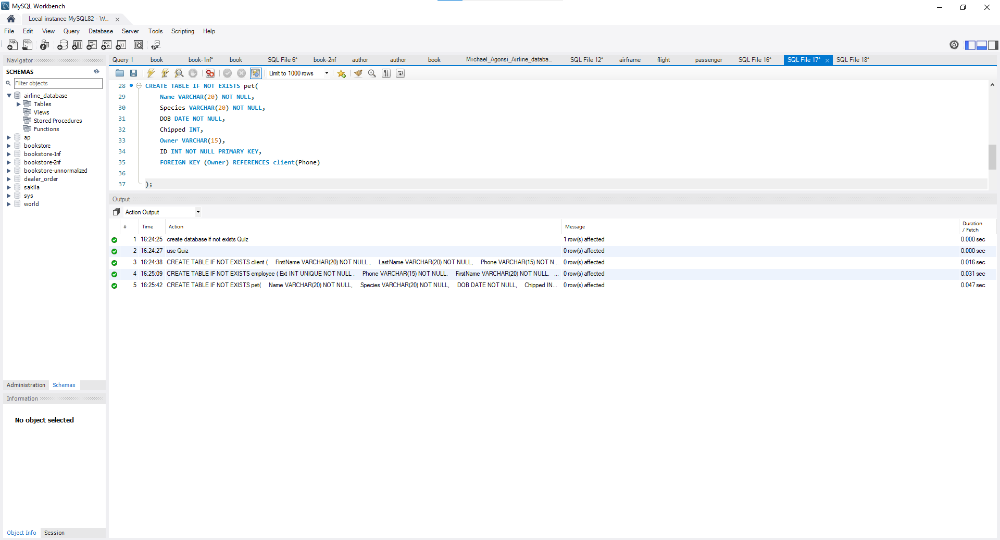 MySQL Workbench
Local instance MySQL82 - W...
File Edit View Query Database Server Tools Scripting Help
Navigator
SCHEMAS
Filter objects
airline_database
Tables
Views
Stored Procedures
Functions
ap
bookstore
bookstore-1nf
bookstore-2nf
bookstore-unnormalized
dealer_order
sakila
sys
world
Administration Schemas
Information
No object selected
Object Info Session
Query 1 book book-1nf* book SQL File 6* book-2nf author author book Michael_Agonsi_Airline_databa... SQL File 12* airframe flight passenger SQL File 16* SQL File 17* SQL File 18*
Limit to 1000 rows
28 CREATE TABLE IF NOT EXISTS pet(
29 Name VARCHAR(20) NOT NULL,
30 Species VARCHAR(20) NOT NULL,
31 DOB DATE NOT NULL,
32 Chipped INT,
33 Owner VARCHAR(15),
34 ID INT NOT NULL PRIMARY KEY,
35 FOREIGN KEY (Owner) REFERENCES client(Phone)
36
37 );
Output
Action Output
# Time Action Message Duration / Fetch
1 16:24:25 create database if not exists Quiz 1 row(s) affected 0.000 sec
2 16:24:27 use Quiz 0 row(s) affected 0.000 sec
3 16:24:38 CREATE TABLE IF NOT EXISTS client ( FirstName VARCHAR(20) NOT NULL , LastName VARCHAR(20) NOT NULL, Phone VARCHAR(15) NOT N... 0 row(s) affected 0.016 sec
4 16:25:09 CREATE TABLE IF NOT EXISTS employee ( Ext INT UNIQUE NOT NULL , Phone VARCHAR(15) NOT NULL, FirstName VARCHAR(20) NOT NULL, ... 0 row(s) affected 0.031 sec
5 16:25:42 CREATE TABLE IF NOT EXISTS pet( Name VARCHAR(20) NOT NULL, Species VARCHAR(20) NOT NULL, DOB DATE NOT NULL, Chipped IN... 0 row(s) affected 0.047 sec